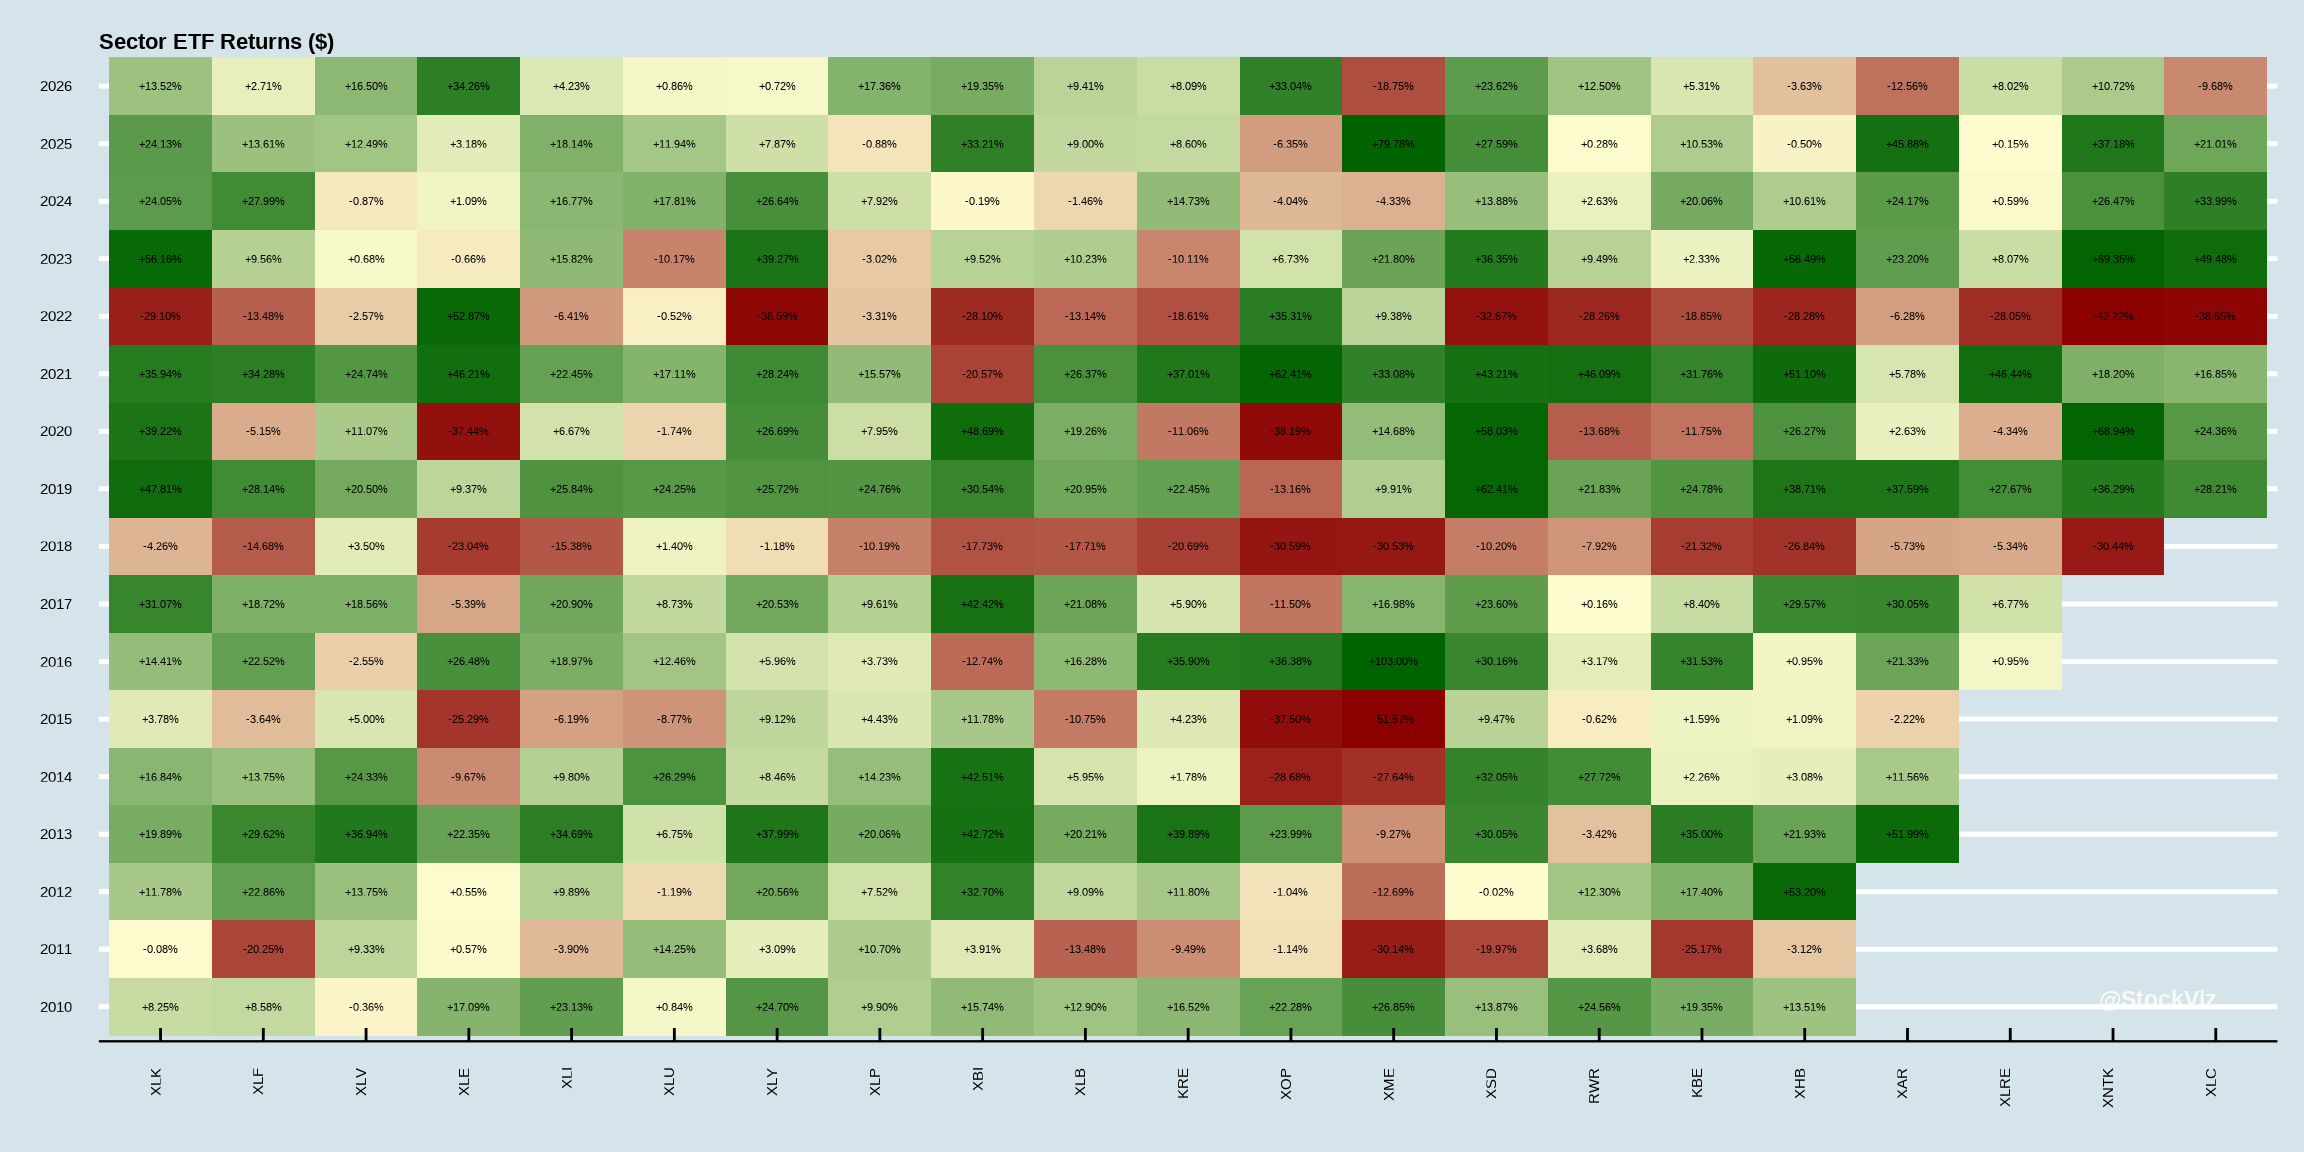 Sector ETF Returns ($)
2026 +13.52% +2.71% +16.50% +34.26% +4.23% +0.86% +0.72% +17.36% +19.35% +9.41% +8.09% +33.04% -18.75% +23.62% +12.50% +5.31% -3.63% -12.56% +8.02% +10.72% -9.68%
2025 +24.13% +13.61% +12.49% +3.18% +18.14% +11.94% +7.87% -0.88% +33.21% +9.00% +8.60% -6.35% +79.78% +27.59% +0.28% +10.53% -0.50% +45.88% +0.15% +37.18% +21.01%
2024 +24.05% +27.99% -0.87% +1.09% +16.77% +17.81% +26.64% +7.92% -0.19% -1.46% +14.73% -4.04% -4.33% +13.88% +2.63% +20.06% +10.61% +24.17% +0.59% +26.47% +33.99%
2023 +56.16% +9.56% +0.68% -0.66% +15.82% -10.17% +39.27% -3.02% +9.52% +10.23% -10.11% +6.73% +21.80% +36.35% +9.49% +2.33% +56.49% +23.20% +8.07% +69.35% +49.48%
2022 -29.10% -13.48% -2.57% +52.87% -6.41% -0.52% -38.59% -3.31% -28.10% -13.14% -18.61% +35.31% +9.38% -32.67% -28.26% -18.85% -28.28% -6.28% -28.05% -42.22% -38.65%
2021 +35.94% +34.28% +24.74% +46.21% +22.45% +17.11% +28.24% +15.57% -20.57% +26.37% +37.01% +62.41% +33.08% +43.21% +46.09% +31.76% +51.10% +5.78% +46.44% +18.20% +16.85%
2020 +39.22% -5.15% +11.07% -37.44% +6.67% -1.74% +26.69% +7.95% +48.69% +19.26% -11.06% -38.19% +14.68% +58.03% -13.68% -11.75% +26.27% +2.63% -4.34% +68.94% +24.36%
2019 +47.81% +28.14% +20.50% +9.37% +25.84% +24.25% +25.72% +24.76% +30.54% +20.95% +22.45% -13.16% +9.91% +62.41% +21.83% +24.78% +38.71% +37.59% +27.67% +36.29% +28.21%
2018 -4.26% -14.68% +3.50% -23.04% -15.38% +1.40% -1.18% -10.19% -17.73% -17.71% -20.69% -30.59% -30.53% -10.20% -7.92% -21.32% -26.84% -5.73% -5.34% -30.44%
2017 +31.07% +18.72% +18.56% -5.39% +20.90% +8.73% +20.53% +9.61% +42.42% +21.08% +5.90% -11.50% +16.98% +23.60% +0.16% +8.40% +29.57% +30.05% +6.77%
2016 +14.41% +22.52% -2.55% +26.48% +18.97% +12.46% +5.96% +3.73% -12.74% +16.28% +35.90% +36.38% +103.00% +30.16% +3.17% +31.53% +0.95% +21.33% +0.95%
2015 +3.78% -3.64% +5.00% -25.29% -6.19% -8.77% +9.12% +4.43% +11.78% -10.75% +4.23% -37.50% -51.57% +9.47% -0.62% +1.59% +1.09% -2.22%
2014 +16.84% +13.75% +24.33% -9.67% +9.80% +26.29% +8.46% +14.23% +42.51% +5.95% +1.78% -28.68% -27.64% +32.05% +27.72% +2.26% +3.08% +11.56%
2013 +19.89% +29.62% +36.94% +22.35% +34.69% +6.75% +37.99% +20.06% +42.72% +20.21% +39.89% +23.99% -9.27% +30.05% -3.42% +35.00% +21.93% +51.99%
2012 +11.78% +22.86% +13.75% +0.55% +9.89% -1.19% +20.56% +7.52% +32.70% +9.09% +11.80% -1.04% -12.69% -0.02% +12.30% +17.40% +53.20%
2011 -0.08% -20.25% +9.33% +0.57% -3.90% +14.25% +3.09% +10.70% +3.91% -13.48% -9.49% -1.14% -30.14% -19.97% +3.68% -25.17% -3.12%
2010 +8.25% +8.58% -0.36% +17.09% +23.13% +0.84% +24.70% +9.90% +15.74% +12.90% +16.52% +22.28% +26.85% +13.87% +24.56% +19.35% +13.51%
@StockViz
XLK XLF XLV XLE XLI XLU XLY XLP XBI XLB KRE XOP XME XSD RWR KBE XHB XAR XLRE XNTK XLC